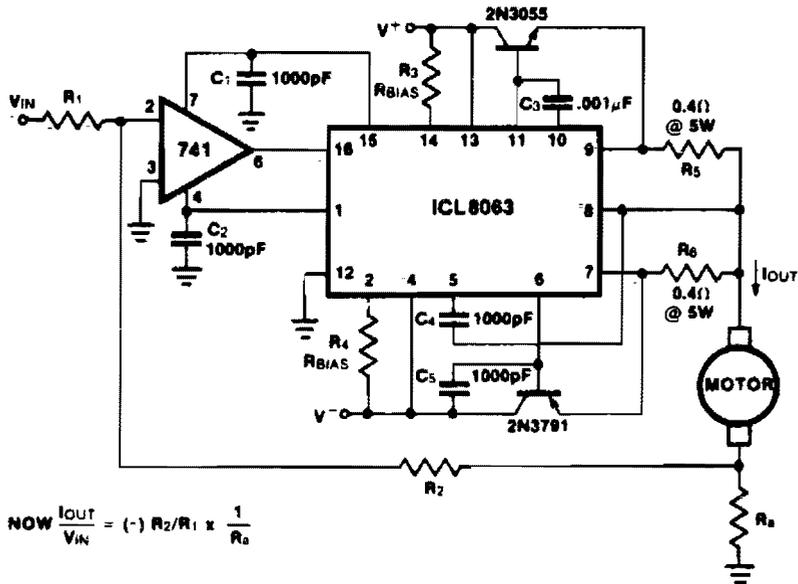 2N3055
V+
R3
RBIAS
C1
1000pF
C3
.001µF
0.4Ω
@ 5W
VIN
R1
2
7
741
3
4
6
16
15
14
13
11
10
9
R5
1
ICL8063
8
C2
1000pF
12
2
4
5
6
7
R6
0.4Ω
@ 5W
IOUT
R4
RBIAS
C4
1000pF
C5
1000pF
V-
2N3791
MOTOR
R2
Ra
NOW IOUT/VIN = (-) R2/R1 x 1/Ra